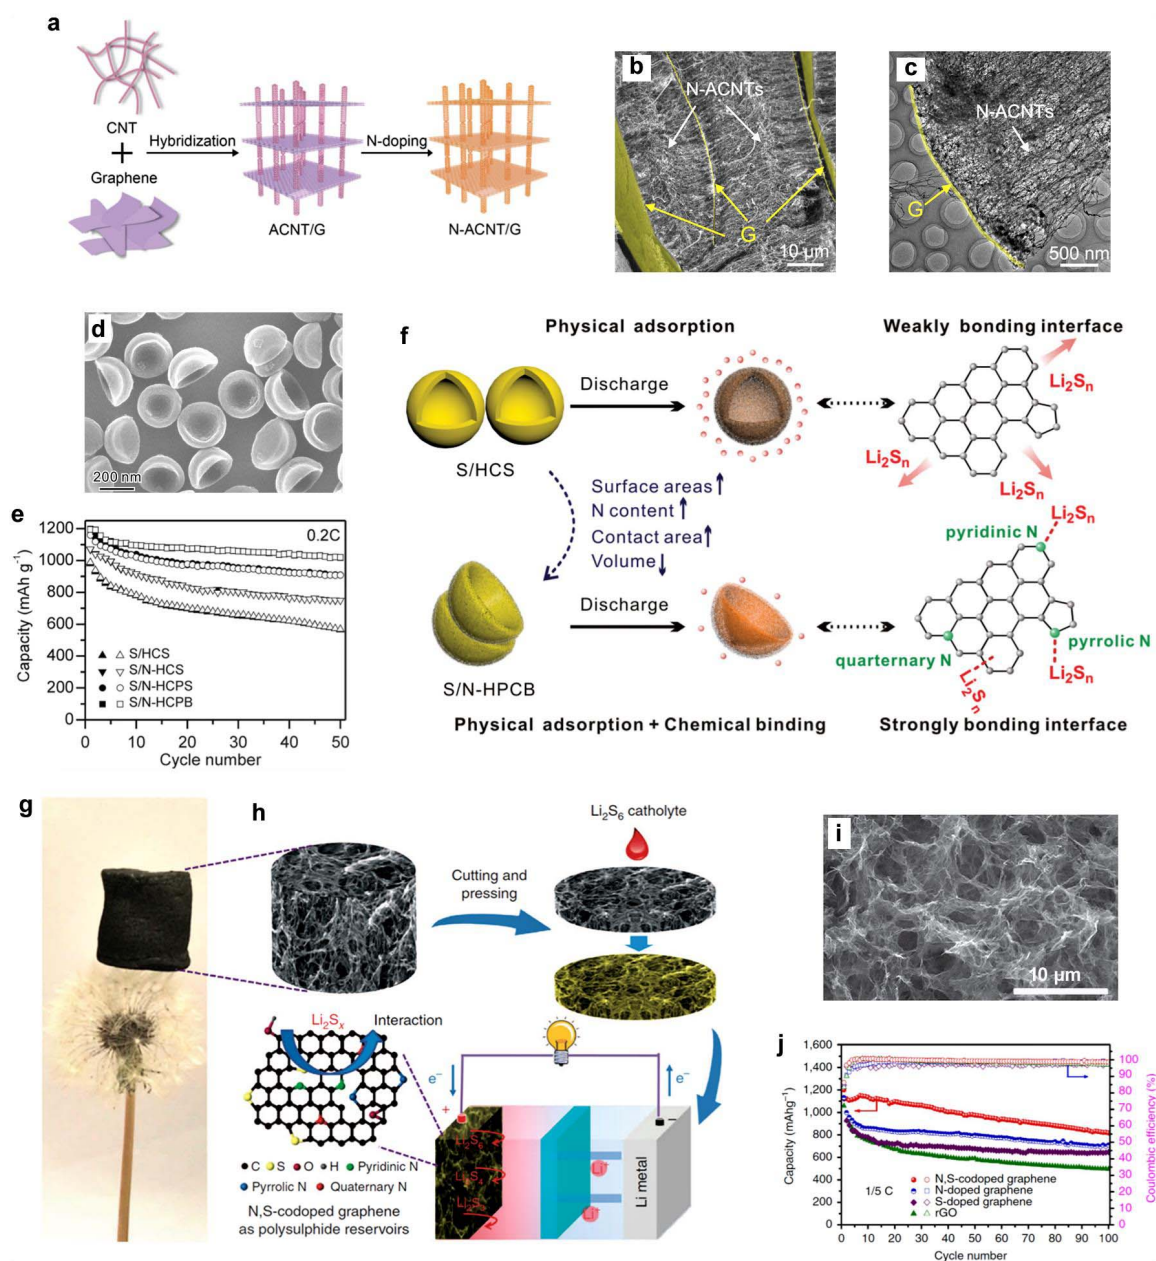 a
CNT
+
Graphene
Hybridization
ACNT/G
N-doping
N-ACNT/G
b
N-ACNTs
G
10 µm
c
N-ACNTs
G
500 nm
d
200 nm
e
0.2C
Capacity (mAh g⁻¹)
1200
1000
800
600
400
200
0
S/HCS
S/N-HCS
S/N-HCPS
S/N-HCPB
0 10 20 30 40 50
Cycle number
f
Physical adsorption
Weakly bonding interface
Discharge
S/HCS
Li₂Sₙ
Li₂Sₙ
Li₂Sₙ
Surface areas↑
N content↑
Contact area↑
Volume↓
Li₂Sₙ
pyridinic N
Discharge
quarternary N
pyrrolic N
Li₂Sₙ
Li₂Sₙ
S/N-HPCB
Physical adsorption + Chemical binding
Strongly bonding interface
g
h
Li₂S₆ catholyte
Cutting and
pressing
Li₂Sₓ
Interaction
e⁻
e⁻
+
-
Li₂S₄
Li⁺
Li⁺
Li metal
C S O H Pyridinic N
Pyrrolic N Quaternary N
N,S-codoped graphene
as polysulphide reservoirs
i
10 µm
j
Capacity (mAhg⁻¹)
1,600
1,400
1,200
1,000
800
600
400
200
0
1/5 C
N,S-codoped graphene
N-doped graphene
S-doped graphene
rGO
100
90
80
70
60
50
40
30
20
10
0
Coulombic efficiency (%)
0 10 20 30 40 50 60 70 80 90 100
Cycle number